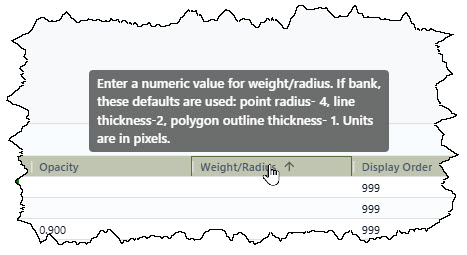 Enter a numeric value for weight/radius. If bank,
these defaults are used: point radius- 4, line
thickness-2, polygon outline thickness- 1. Units
are in pixels.
Opacity Weight/Radius ↑ Display Order
999
999
0.900 999